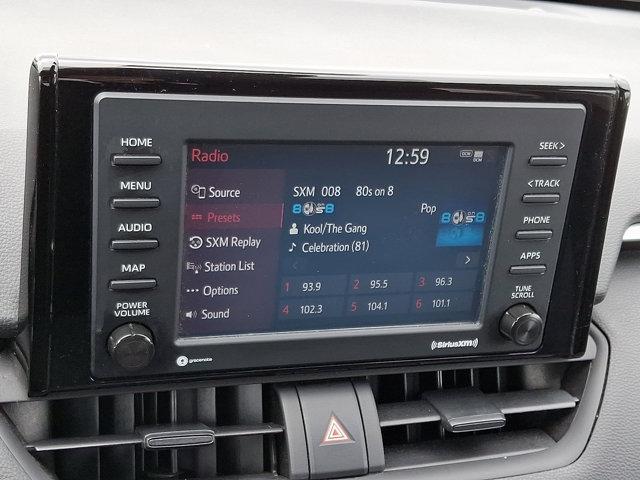 HOME
MENU
AUDIO
MAP
POWER
VOLUME
Radio
12:59
DCM
Source
Presets
SXM Replay
Station List
Options
Sound
SXM 008 80s on 8
Pop
Kool/The Gang
Celebration (81)
1 93.9 2 95.5 3 96.3
4 102.3 5 104.1 6 101.1
SEEK >
< TRACK
PHONE
APPS
TUNE
SCROLL
gracenote
SiriusXM